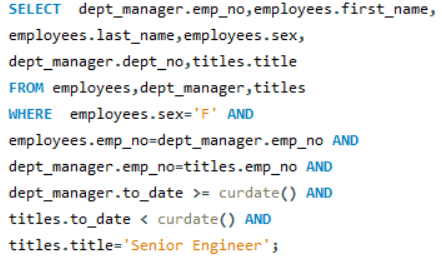 SELECT  dept_manager.emp_no,employees.first_name,
employees.last_name,employees.sex,
dept_manager.dept_no,titles.title
FROM employees,dept_manager,titles
WHERE  employees.sex='F' AND
employees.emp_no=dept_manager.emp_no AND
dept_manager.emp_no=titles.emp_no AND
dept_manager.to_date >= curdate() AND
titles.to_date < curdate() AND
titles.title='Senior Engineer';